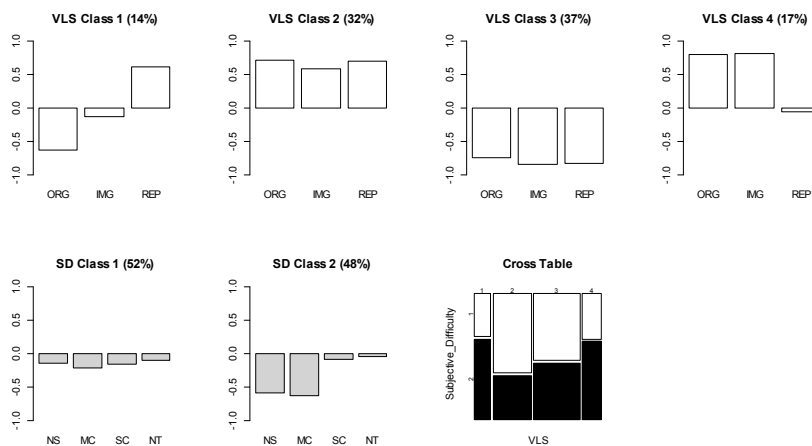 VLS Class 1 (14%)
1.0
0.5
0.0
-0.5
-1.0
ORG IMG REP
VLS Class 2 (32%)
1.0
0.5
0.0
-0.5
-1.0
ORG IMG REP
VLS Class 3 (37%)
1.0
0.5
0.0
-0.5
-1.0
ORG IMG REP
VLS Class 4 (17%)
1.0
0.5
0.0
-0.5
-1.0
ORG IMG REP
SD Class 1 (52%)
1.0
0.5
0.0
-0.5
-1.0
NS MC SC NT
SD Class 2 (48%)
1.0
0.5
0.0
-0.5
-1.0
NS MC SC NT
Cross Table
1 2 3 4
Subjective_Difficulty
1
2
VLS